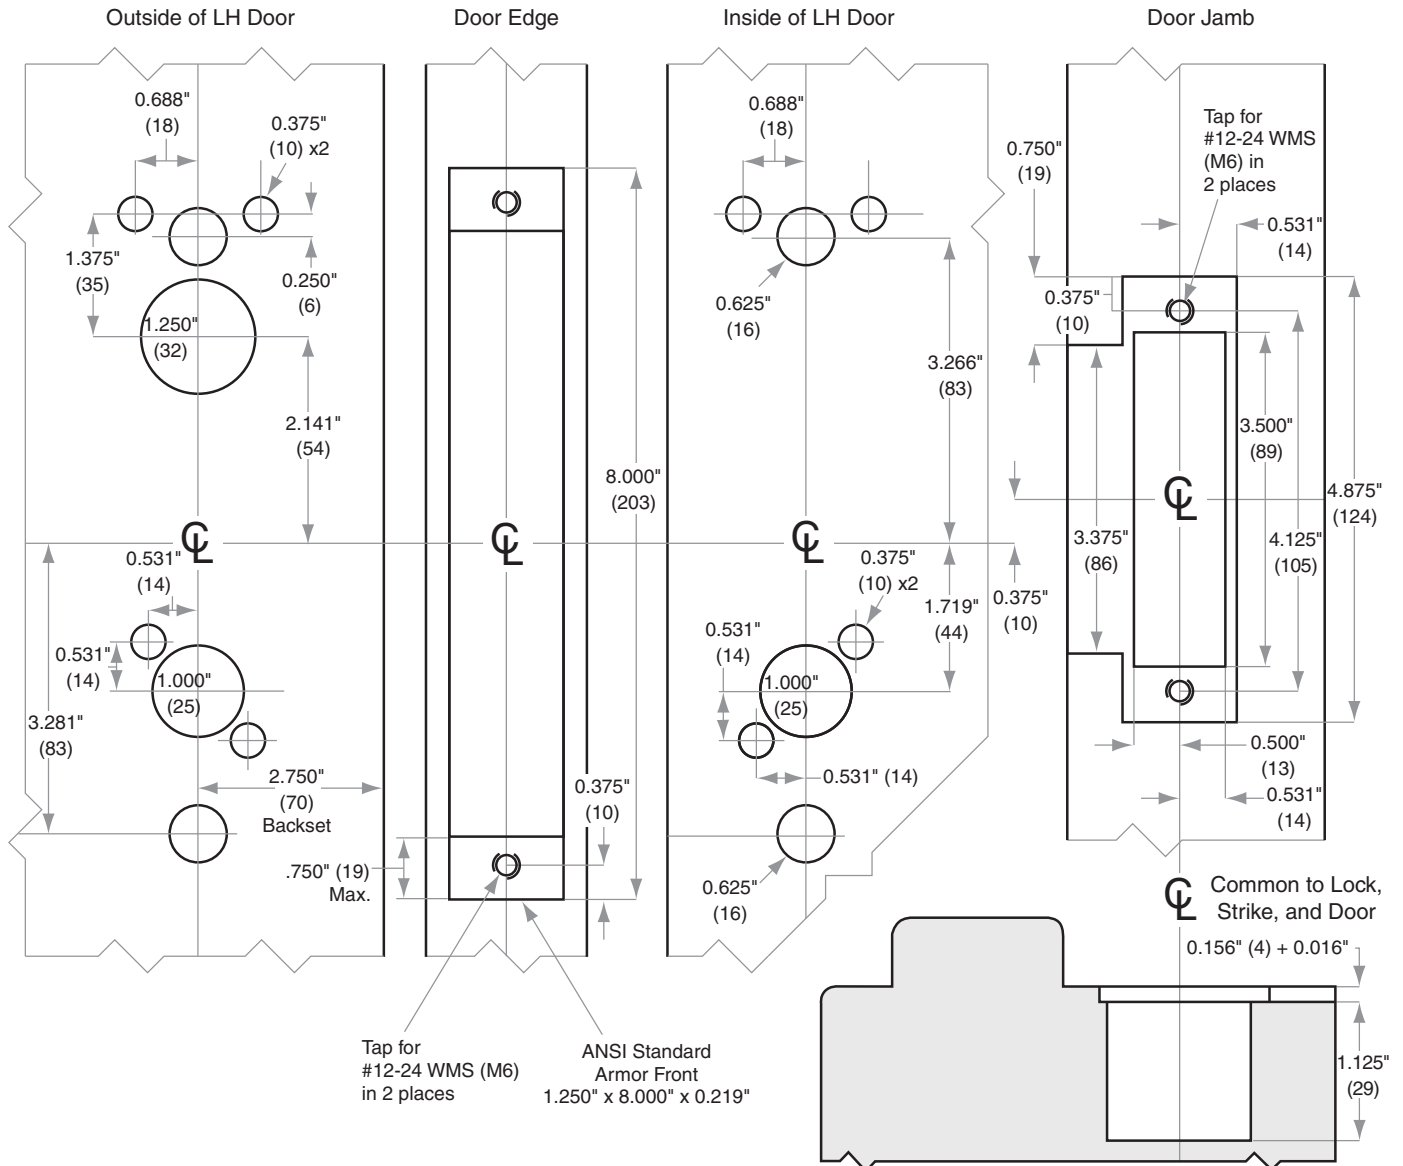 Outside of LH Door
Door Edge
Inside of LH Door
Door Jamb
0.688"
(18)
0.375"
(10) x2
1.375"
(35)
0.250"
(6)
1.250"
(32)
2.141"
(54)
CL
0.531"
(14)
0.531"
(14)
1.000"
(25)
3.281"
(83)
2.750"
(70)
Backset
8.000"
(203)
CL
0.375"
(10)
.750" (19)
Max.
Tap for
#12-24 WMS (M6)
in 2 places
ANSI Standard
Armor Front
1.250" x 8.000" x 0.219"
0.688"
(18)
0.625"
(16)
3.266"
(83)
CL
0.375"
(10) x2
1.719"
(44)
0.531"
(14)
1.000"
(25)
0.531" (14)
0.625"
(16)
0.375"
(10)
Tap for
#12-24 WMS
(M6) in
2 places
0.750"
(19)
0.531"
(14)
0.375"
(10)
3.500"
(89)
CL
4.875"
(124)
3.375"
(86)
4.125"
(105)
0.500"
(13)
0.531"
(14)
CL Common to Lock,
Strike, and Door
0.156" (4) + 0.016"
1.125"
(29)